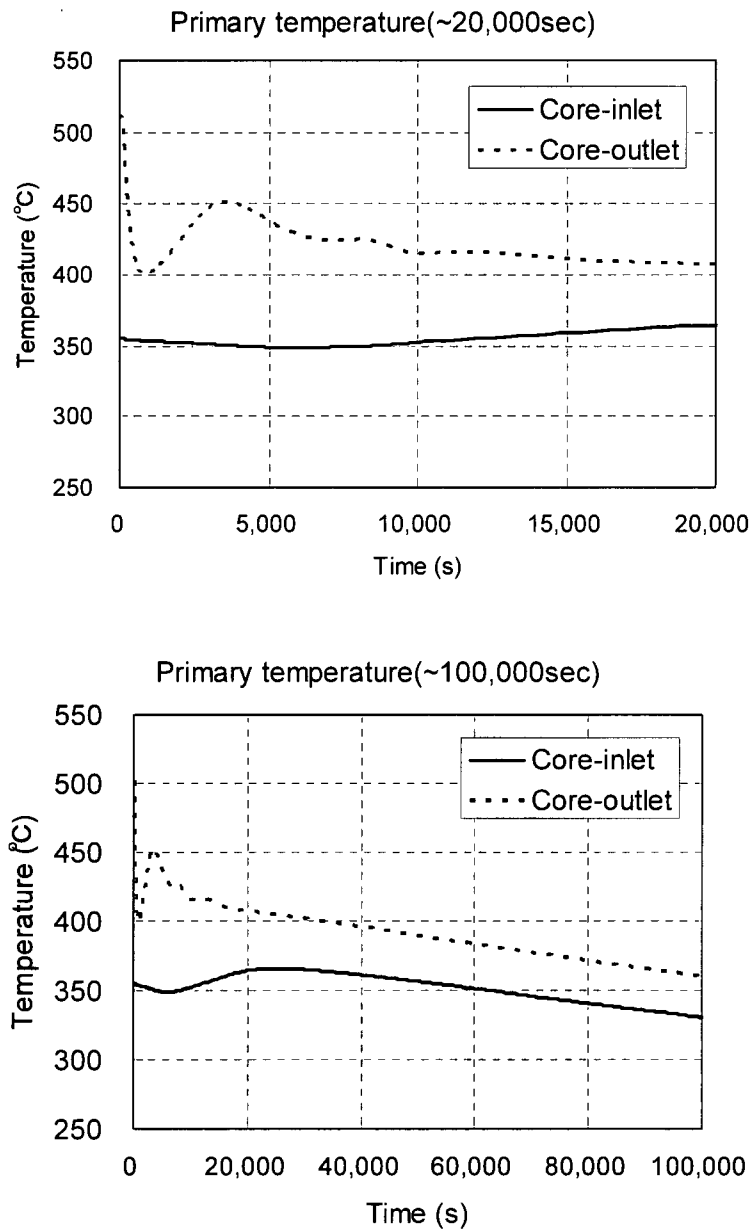 Primary temperature(~20,000sec)
550
500
450
400
350
300
250
Temperature (°C)
Core-inlet
Core-outlet
0 5,000 10,000 15,000 20,000
Time (s)
Primary temperature(~100,000sec)
550
500
450
400
350
300
250
Temperature (°C)
Core-inlet
Core-outlet
0 20,000 40,000 60,000 80,000 100,000
Time (s)